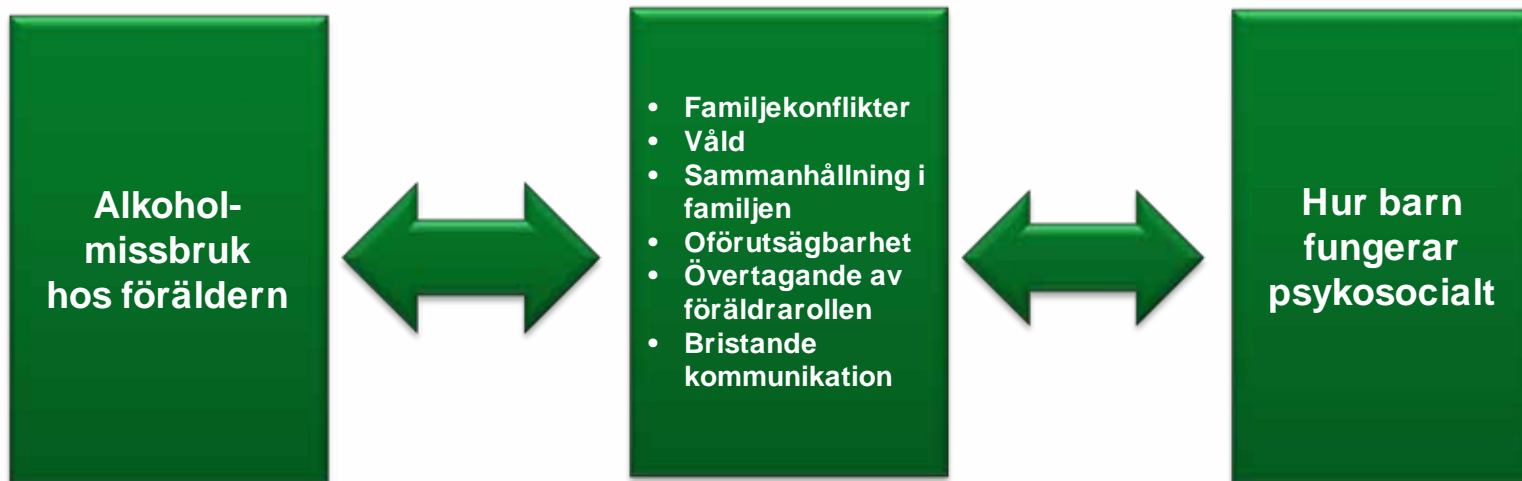 Alkohol-
missbruk
hos föräldern
• Familjekonflikter
• Våld
• Sammanhållning i
familjen
• Oförutsägbarhet
• Övertagande av
föräldrarollen
• Bristande
kommunikation
Hur barn
fungerar
psykosocialt